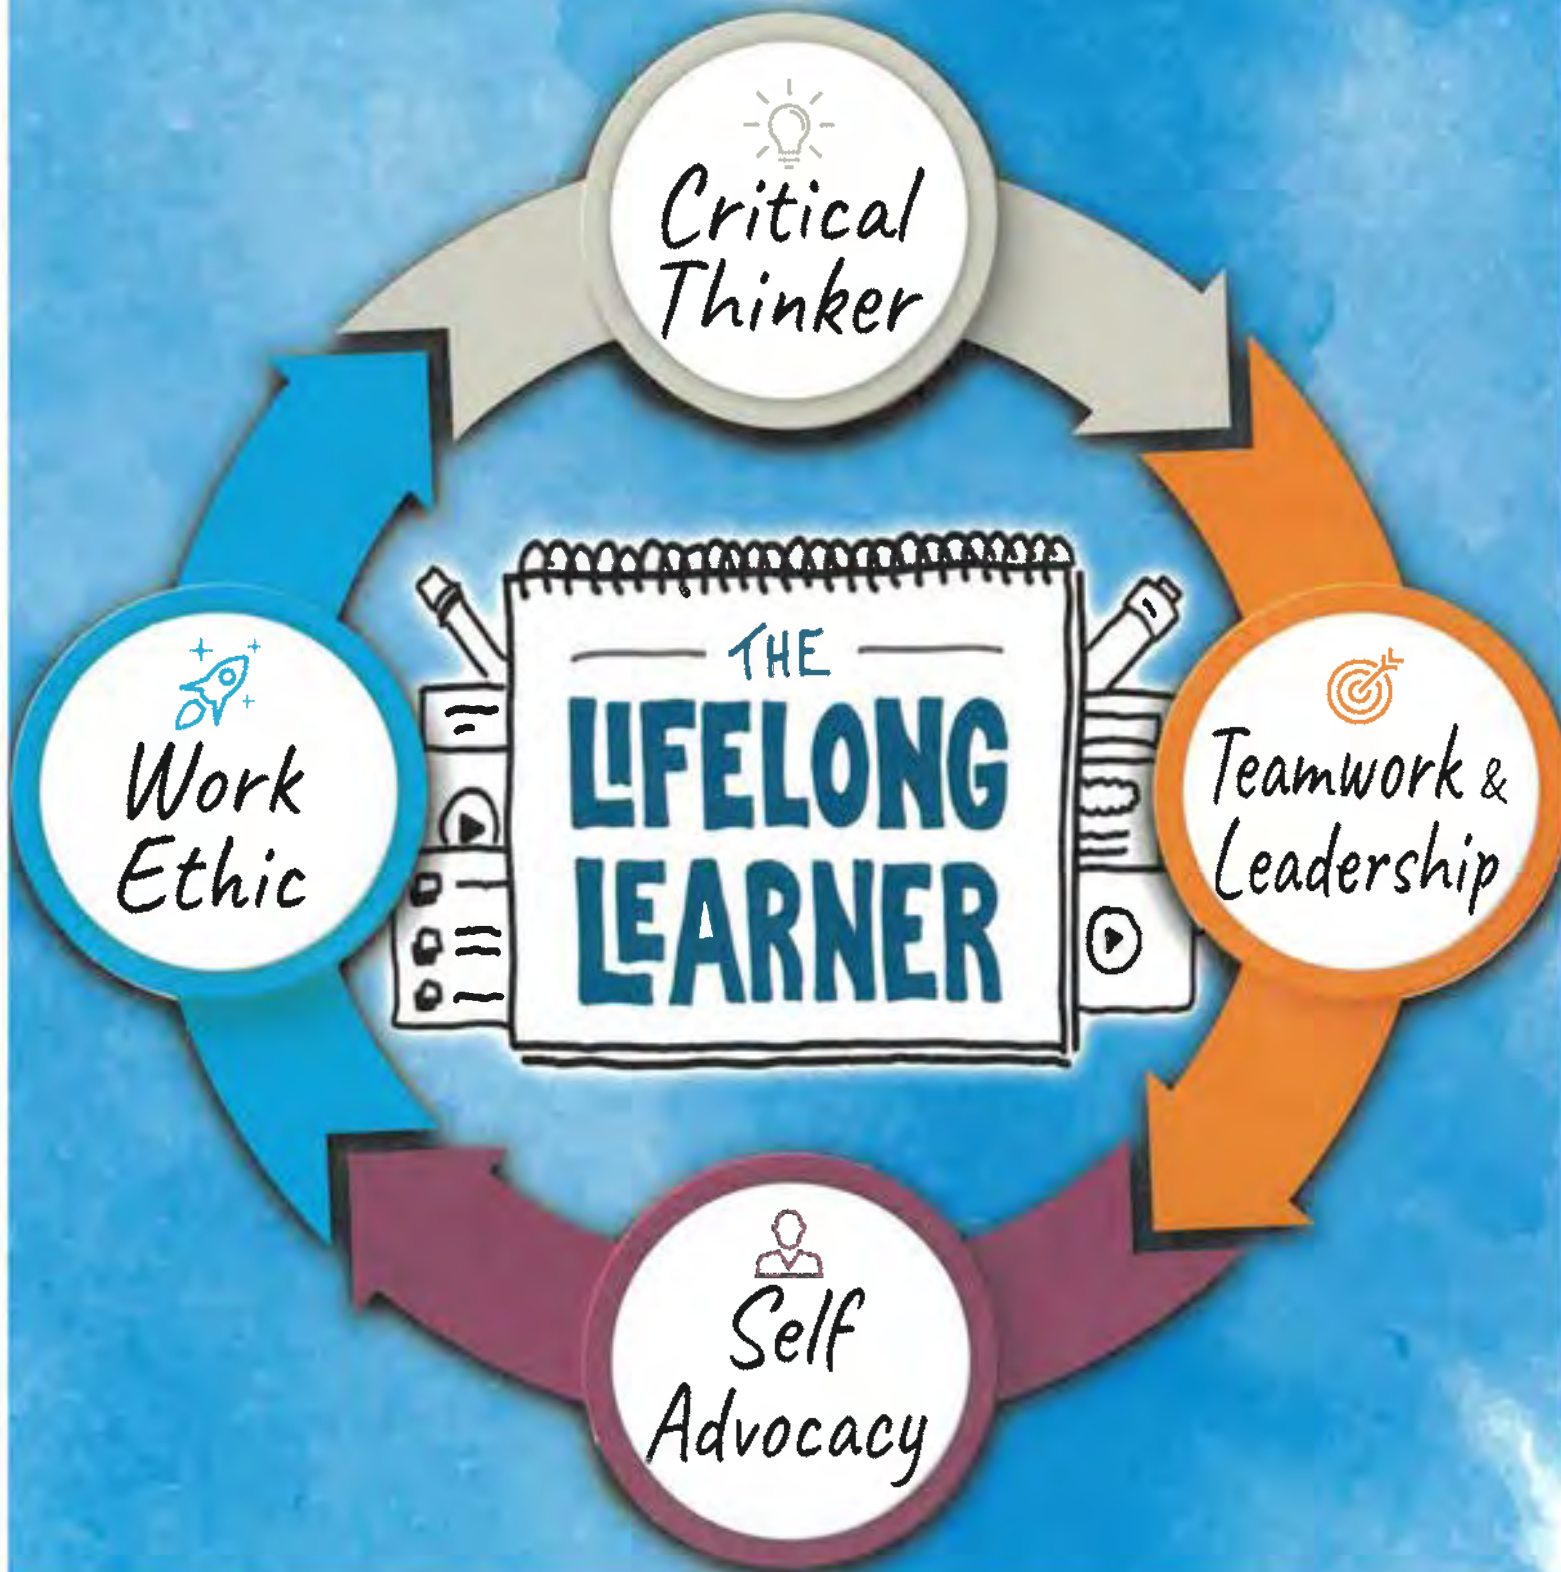 Critical
Thinker
THE
LIFELONG
LEARNER
Work
Ethic
Teamwork &
Leadership
Self
Advocacy